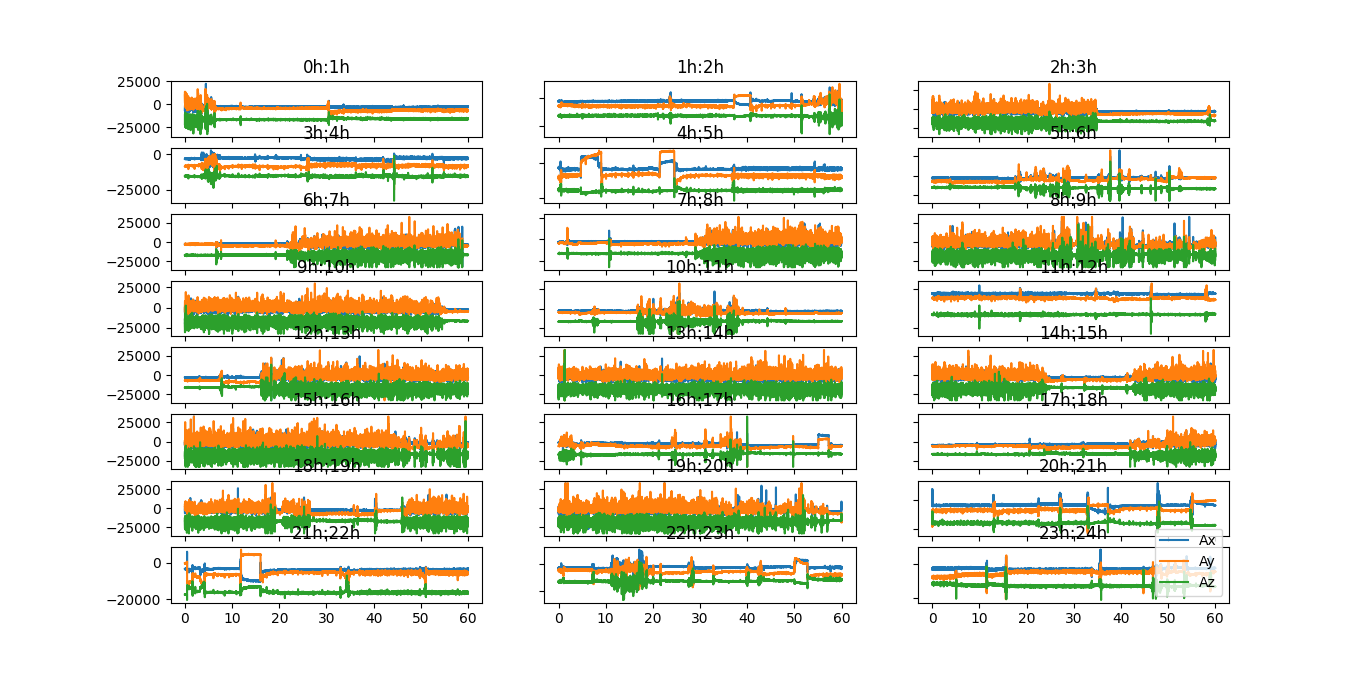 0h:1h 1h:2h 2h:3h
25000
0
-25000
3h:4h 4h:5h 5h:6h
0
-25000
6h:7h 7h:8h 8h:9h
25000
0
-25000
9h:10h 10h:11h 11h:12h
25000
0
-25000
12h:13h 13h:14h 14h:15h
25000
0
-25000
15h:16h 16h:17h 17h:18h
25000
0
-25000
18h:19h 19h:20h 20h:21h
25000
0
-25000
21h:22h 22h:23h 23h:24h
0
-20000
Ax
Ay
Az
0 10 20 30 40 50 60 0 10 20 30 40 50 60 0 10 20 30 40 50 60